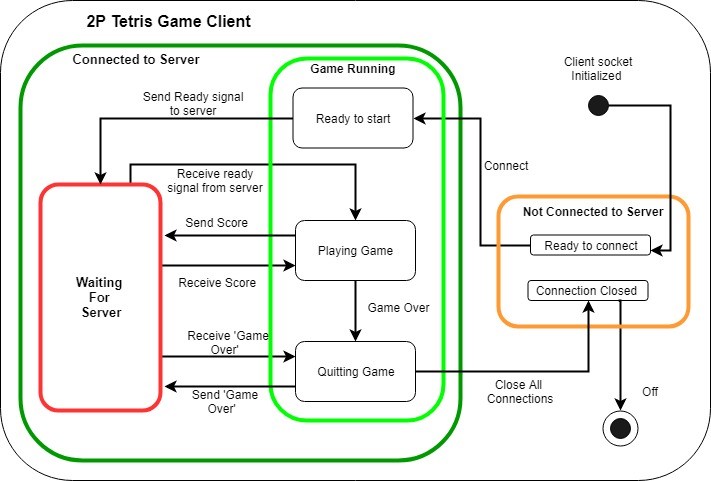 2P Tetris Game Client
Connected to Server
Game Running
Client socket
Initialized
Send Ready signal
to server
Ready to start
Connect
Receive ready
signal from server
Not Connected to Server
Send Score
Playing Game
Ready to connect
Waiting
For
Server
Receive Score
Connection Closed
Game Over
Receive 'Game
Over'
Quitting Game
Send 'Game
Over'
Close All
Connections
Off